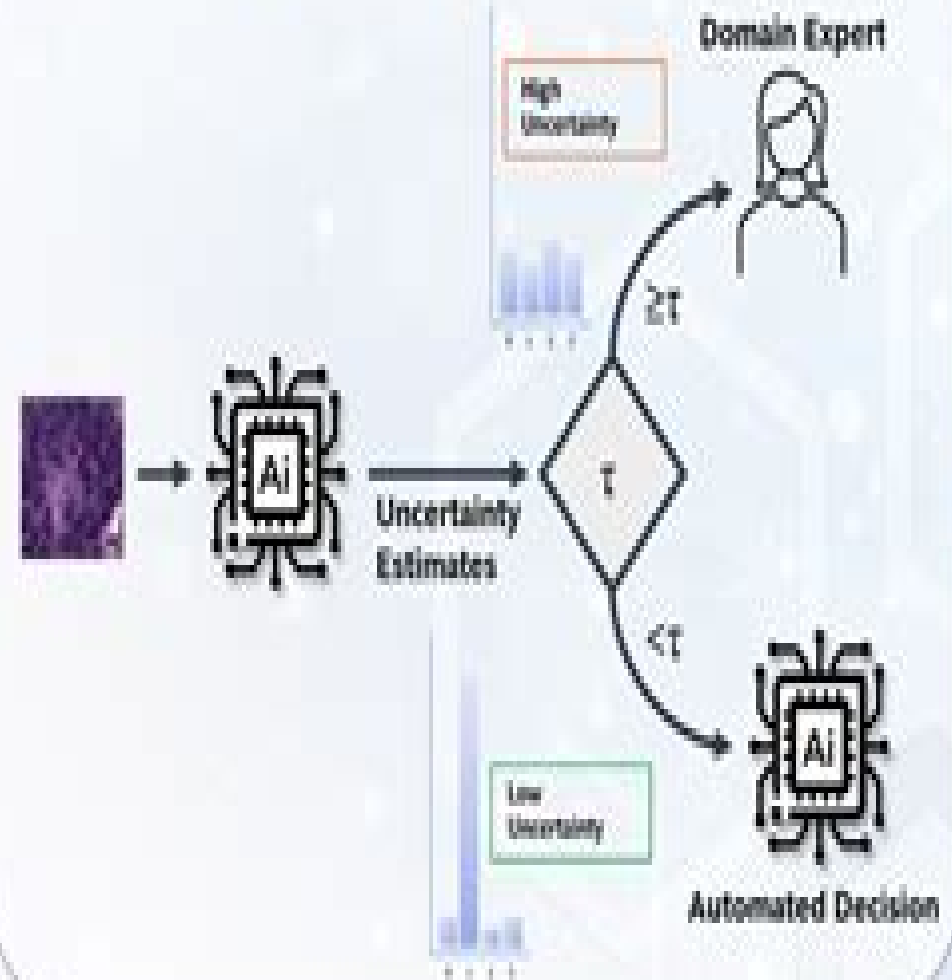 Domain Expert
High
Uncertainty
≥τ
Ai
τ
Uncertainty
Estimates
<τ
Ai
Low
Uncertainty
Automated Decision